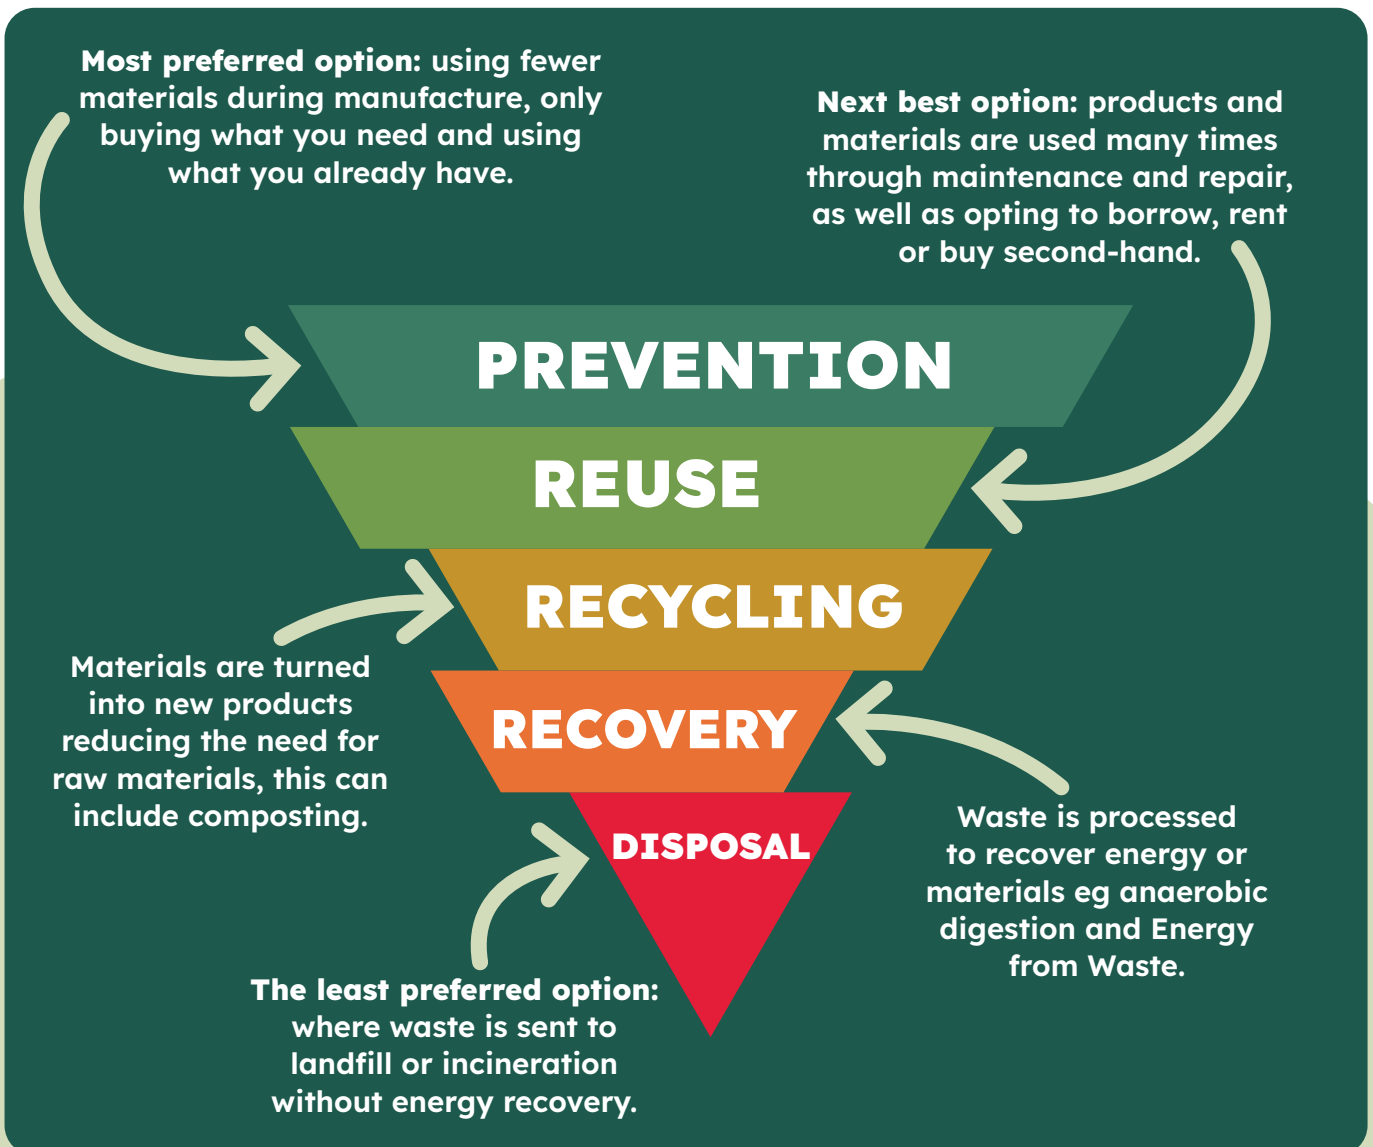 Most preferred option: using fewer
materials during manufacture, only
buying what you need and using
what you already have.
Next best option: products and
materials are used many times
through maintenance and repair,
as well as opting to borrow, rent
or buy second-hand.
PREVENTION
REUSE
RECYCLING
Materials are turned
into new products
reducing the need for
raw materials, this can
include composting.
RECOVERY
Waste is processed
to recover energy or
materials eg anaerobic
digestion and Energy
from Waste.
DISPOSAL
The least preferred option:
where waste is sent to
landfill or incineration
without energy recovery.